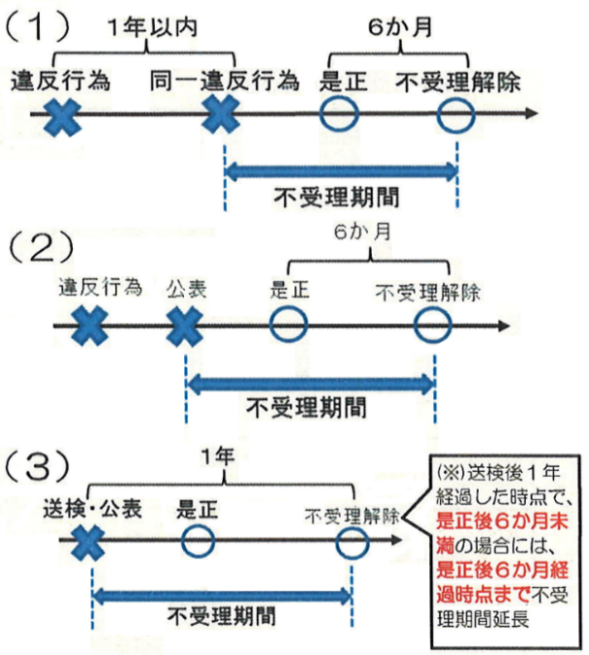 （1）
1年以内
6か月
違反行為
同一違反行為
是正
不受理解除
不受理期間
（2）
6か月
違反行為
公表
是正
不受理解除
不受理期間
（3）
1年
送検・公表
是正
不受理解除
不受理期間
(※)送検後1年
経過した時点で、
是正後6か月未
満の場合には、
是正後6か月経
過時点まで不受
理期間延長